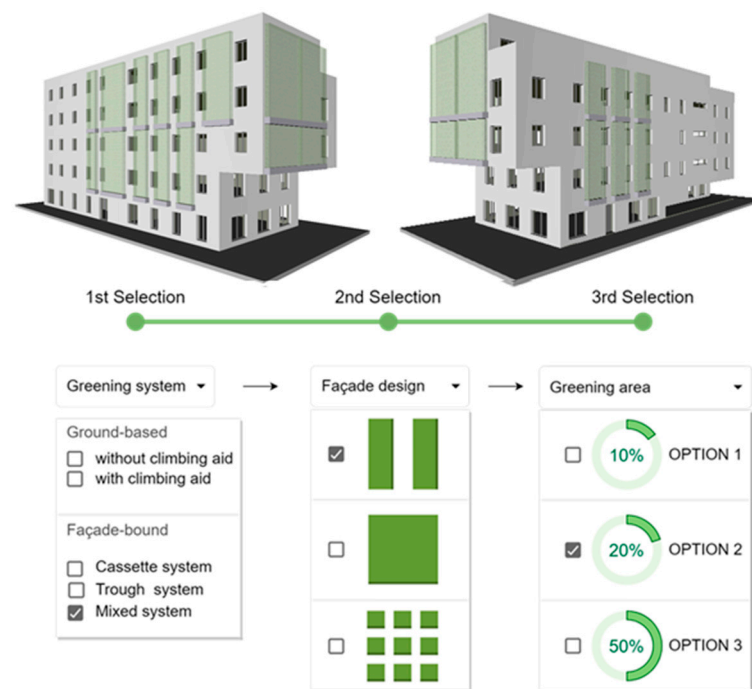 1st Selection
2nd Selection
3rd Selection
Greening system
Façade design
Greening area
Ground-based
without climbing aid
with climbing aid
Façade-bound
Cassette system
Trough system
Mixed system
10% OPTION 1
20% OPTION 2
50% OPTION 3